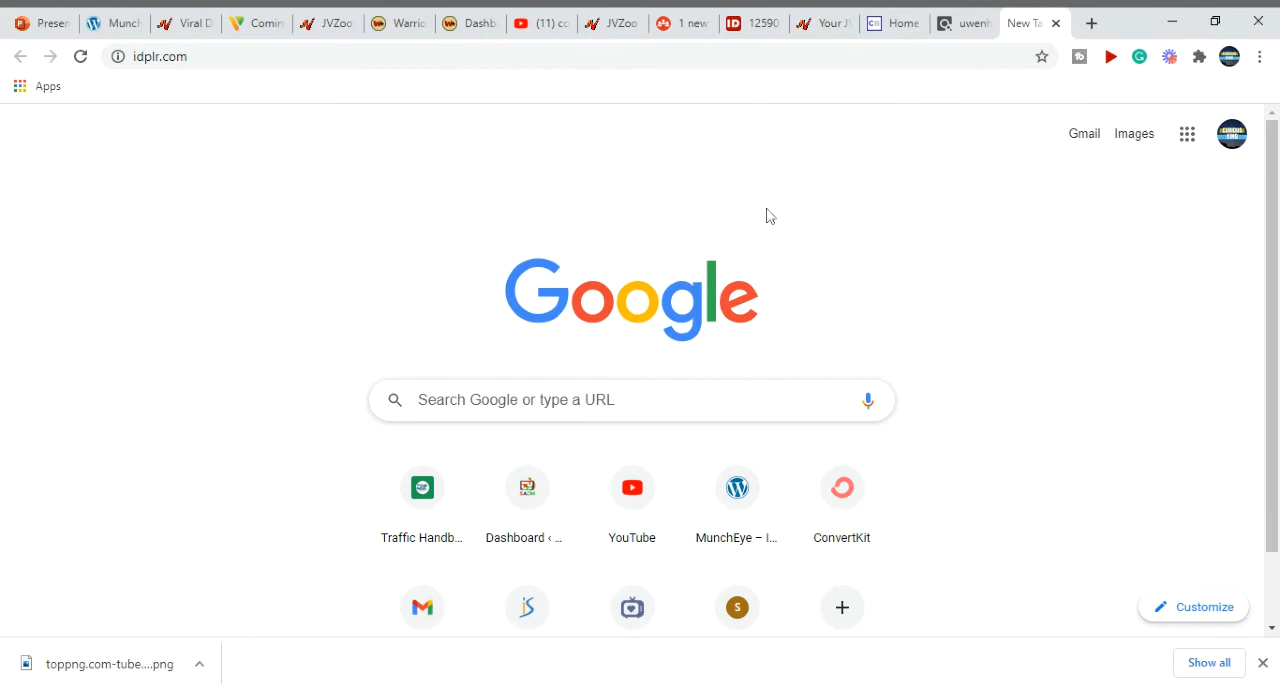 Presen Munch Viral D Comin JVZoo Warric Dashb (11) co JVZoo 1 new 12590 Your J Home uwenh New Ta
idplr.com
Apps
Gmail Images
Google
Search Google or type a URL
Traffic Handb... Dashboard ‹ ... YouTube MunchEye – I... ConvertKit
Customize
toppng.com-tube....png Show all